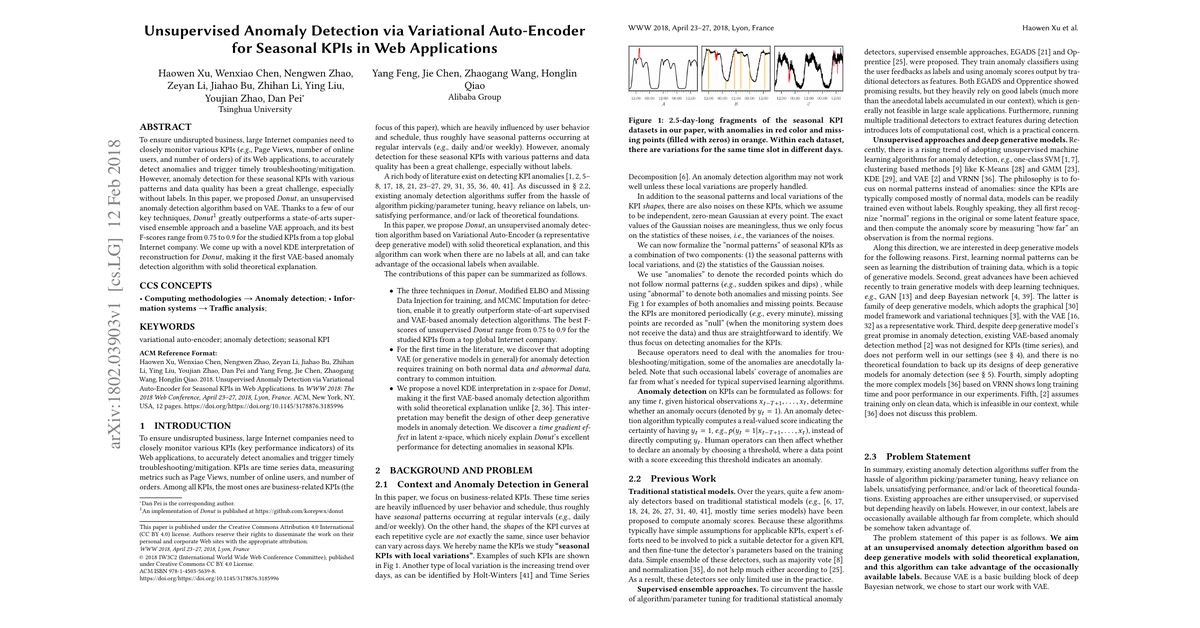 arXiv:1802.03903v1 [cs.LG] 12 Feb 2018
Unsupervised Anomaly Detection via Variational Auto-Encoder
for Seasonal KPIs in Web Applications
Haowen Xu, Wenxiao Chen, Nengwen Zhao,
Zeyan Li, Jiahao Bu, Zhihan Li, Ying Liu,
Youjian Zhao, Dan Pei*
Tsinghua University
Yang Feng, Jie Chen, Zhaogang Wang, Honglin
Qiao
Alibaba Group
ABSTRACT
To ensure undisrupted business, large Internet companies need to
closely monitor various KPIs (e.g., Page Views, number of online
users, and number of orders) of its Web applications, to accurately
detect anomalies and trigger timely troubleshooting/mitigation.
However, anomaly detection for these seasonal KPIs with various
patterns and data quality has been a great challenge, especially
without labels. In this paper, we proposed Donut, an unsupervised
anomaly detection algorithm based on VAE. Thanks to a few of our
key techniques, Donut¹ greatly outperforms a state-of-arts super-
vised ensemble approach and a baseline VAE approach, and its best
F-scores range from 0.75 to 0.9 for the studied KPIs from a top global
Internet company. We come up with a novel KDE interpretation of
reconstruction for Donut, making it the first VAE-based anomaly
detection algorithm with solid theoretical explanation.
CCS CONCEPTS
• Computing methodologies → Anomaly detection; • Infor-
mation systems → Traffic analysis;
KEYWORDS
variational auto-encoder; anomaly detection; seasonal KPI
ACM Reference Format:
Haowen Xu, Wenxiao Chen, Nengwen Zhao, Zeyan Li, Jiahao Bu, Zhihan
Li, Ying Liu, Youjian Zhao, Dan Pei and Yang Feng, Jie Chen, Zhaogang
Wang, Honglin Qiao. 2018. Unsupervised Anomaly Detection via Variational
Auto-Encoder for Seasonal KPIs in Web Applications. In WWW 2018: The
2018 Web Conference, April 23–27, 2018, Lyon, France. ACM, New York, NY,
USA, 12 pages. https://doi.org/https://doi.org/10.1145/3178876.3185996
1 INTRODUCTION
To ensure undisrupted business, large Internet companies need to
closely monitor various KPIs (key performance indicators) of its
Web applications, to accurately detect anomalies and trigger timely
troubleshooting/mitigation. KPIs are time series data, measuring
metrics such as Page Views, number of online users, and number of
orders. Among all KPIs, the most ones are business-related KPIs (the
*Dan Pei is the corresponding author.
¹An implementation of Donut is published at https://github.com/korepwx/donut
This paper is published under the Creative Commons Attribution 4.0 International
(CC BY 4.0) license. Authors reserve their rights to disseminate the work on their
personal and corporate Web sites with the appropriate attribution.
WWW 2018, April 23–27, 2018, Lyon, France
© 2018 IW3C2 (International World Wide Web Conference Committee), published
under Creative Commons CC BY 4.0 License.
ACM ISBN 978-1-4503-5639-8.
https://doi.org/https://doi.org/10.1145/3178876.3185996
focus of this paper), which are heavily influenced by user behavior
and schedule, thus roughly have seasonal patterns occurring at
regular intervals (e.g., daily and/or weekly). However, anomaly
detection for these seasonal KPIs with various patterns and data
quality has been a great challenge, especially without labels.
A rich body of literature exist on detecting KPI anomalies [1, 2, 5–
8, 17, 18, 21, 23–27, 29, 31, 35, 36, 40, 41]. As discussed in § 2.2,
existing anomaly detection algorithms suffer from the hassle of
algorithm picking/parameter tuning, heavy reliance on labels, un-
satisfying performance, and/or lack of theoretical foundations.
In this paper, we propose Donut, an unsupervised anomaly detec-
tion algorithm based on Variational Auto-Encoder (a representative
deep generative model) with solid theoretical explanation, and this
algorithm can work when there are no labels at all, and can take
advantage of the occasional labels when available.
The contributions of this paper can be summarized as follows.
• The three techniques in Donut, Modified ELBO and Missing
Data Injection for training, and MCMC Imputation for detec-
tion, enable it to greatly outperform state-of-art supervised
and VAE-based anomaly detection algorithms. The best F-
scores of unsupervised Donut range from 0.75 to 0.9 for the
studied KPIs from a top global Internet company.
• For the first time in the literature, we discover that adopting
VAE (or generative models in general) for anomaly detection
requires training on both normal data and abnormal data,
contrary to common intuition.
• We propose a novel KDE interpretation in z-space for Donut,
making it the first VAE-based anomaly detection algorithm
with solid theoretical explanation unlike [2, 36]. This inter-
pretation may benefit the design of other deep generative
models in anomaly detection. We discover a time gradient ef-
fect in latent z-space, which nicely explain Donut's excellent
performance for detecting anomalies in seasonal KPIs.
2 BACKGROUND AND PROBLEM
2.1 Context and Anomaly Detection in General
In this paper, we focus on business-related KPIs. These time series
are heavily influenced by user behavior and schedule, thus roughly
have seasonal patterns occurring at regular intervals (e.g., daily
and/or weekly). On the other hand, the shapes of the KPI curves at
each repetitive cycle are not exactly the same, since user behavior
can vary across days. We hereby name the KPIs we study "seasonal
KPIs with local variations". Examples of such KPIs are shown
in Fig 1. Another type of local variation is the increasing trend over
days, as can be identified by Holt-Winters [41] and Time Series
WWW 2018, April 23–27, 2018, Lyon, France
Haowen Xu et al.
A
B
C
Figure 1: 2.5-day-long fragments of the seasonal KPI
datasets in our paper, with anomalies in red color and miss-
ing points (filled with zeros) in orange. Within each dataset,
there are variations for the same time slot in different days.
Decomposition [6]. An anomaly detection algorithm may not work
well unless these local variations are properly handled.
In addition to the seasonal patterns and local variations of the
KPI shapes, there are also noises on these KPIs, which we assume
to be independent, zero-mean Gaussian at every point. The exact
values of the Gaussian noises are meaningless, thus we only focus
on the statistics of these noises, i.e., the variances of the noises.
We can now formalize the "normal patterns" of seasonal KPIs as
a combination of two components: (1) the seasonal patterns with
local variations, and (2) the statistics of the Gaussian noises.
We use "anomalies" to denote the recorded points which do
not follow normal patterns (e.g., sudden spikes and dips) , while
using "abnormal" to denote both anomalies and missing points. See
Fig 1 for examples of both anomalies and missing points. Because
the KPIs are monitored periodically (e.g., every minute), missing
points are recorded as "null" (when the monitoring system does
not receive the data) and thus are straightforward to identify. We
thus focus on detecting anomalies for the KPIs.
Because operators need to deal with the anomalies for trou-
bleshooting/mitigation, some of the anomalies are anecdotally la-
beled. Note that such occasional labels' coverage of anomalies are
far from what's needed for typical supervised learning algorithms.
Anomaly detection on KPIs can be formulated as follows: for
any time t, given historical observations xₜ₋T₊₁, . . . , xₜ, determine
whether an anomaly occurs (denoted by yₜ = 1). An anomaly detec-
tion algorithm typically computes a real-valued score indicating the
certainty of having yₜ = 1, e.g., p(yₜ = 1|xₜ₋T₊₁, . . . , xₜ), instead of
directly computing yₜ. Human operators can then affect whether
to declare an anomaly by choosing a threshold, where a data point
with a score exceeding this threshold indicates an anomaly.
2.2 Previous Work
Traditional statistical models. Over the years, quite a few anom-
aly detectors based on traditional statistical models (e.g., [6, 17,
18, 24, 26, 27, 31, 40, 41], mostly time series models) have been
proposed to compute anomaly scores. Because these algorithms
typically have simple assumptions for applicable KPIs, expert's ef-
forts need to be involved to pick a suitable detector for a given KPI,
and then fine-tune the detector's parameters based on the training
data. Simple ensemble of these detectors, such as majority vote [8]
and normalization [35], do not help much either according to [25].
As a result, these detectors see only limited use in the practice.
Supervised ensemble approaches. To circumvent the hassle
of algorithm/parameter tuning for traditional statistical anomaly
detectors, supervised ensemble approaches, EGADS [21] and Op-
prentice [25], were proposed. They train anomaly classifiers using
the user feedbacks as labels and using anomaly scores output by tra-
ditional detectors as features. Both EGADS and Opprentice showed
promising results, but they heavily rely on good labels (much more
than the anecdotal labels accumulated in our context), which is gen-
erally not feasible in large scale applications. Furthermore, running
multiple traditional detectors to extract features during detection
introduces lots of computational cost, which is a practical concern.
Unsupervised approaches and deep generative models. Re-
cently, there is a rising trend of adopting unsupervised machine
learning algorithms for anomaly detection, e.g., one-class SVM [1, 7],
clustering based methods [9] like K-Means [28] and GMM [23],
KDE [29], and VAE [2] and VRNN [36]. The philosophy is to fo-
cus on normal patterns instead of anomalies: since the KPIs are
typically composed mostly of normal data, models can be readily
trained even without labels. Roughly speaking, they all first recog-
nize "normal" regions in the original or some latent feature space,
and then compute the anomaly score by measuring "how far" an
observation is from the normal regions.
Along this direction, we are interested in deep generative models
for the following reasons. First, learning normal patterns can be
seen as learning the distribution of training data, which is a topic
of generative models. Second, great advances have been achieved
recently to train generative models with deep learning techniques,
e.g., GAN [13] and deep Bayesian network [4, 39]. The latter is
family of deep generative models, which adopts the graphical [30]
model framework and variational techniques [3], with the VAE [16,
32] as a representative work. Third, despite deep generative model's
great promise in anomaly detection, existing VAE-based anomaly
detection method [2] was not designed for KPIs (time series), and
does not perform well in our settings (see § 4), and there is no
theoretical foundation to back up its designs of deep generative
models for anomaly detection (see § 5). Fourth, simply adopting
the more complex models [36] based on VRNN shows long training
time and poor performance in our experiments. Fifth, [2] assumes
training only on clean data, which is infeasible in our context, while
[36] does not discuss this problem.
2.3 Problem Statement
In summary, existing anomaly detection algorithms suffer from the
hassle of algorithm picking/parameter tuning, heavy reliance on
labels, unsatisfying performance, and/or lack of theoretical founda-
tions. Existing approaches are either unsupervised, or supervised
but depending heavily on labels. However, in our context, labels are
occasionally available although far from complete, which should
be somehow taken advantage of.
The problem statement of this paper is as follows. We aim
at an unsupervised anomaly detection algorithm based on
deep generative models with solid theoretical explanation,
and this algorithm can take advantage of the occasionally
available labels. Because VAE is a basic building block of deep
Bayesian network, we chose to start our work with VAE.